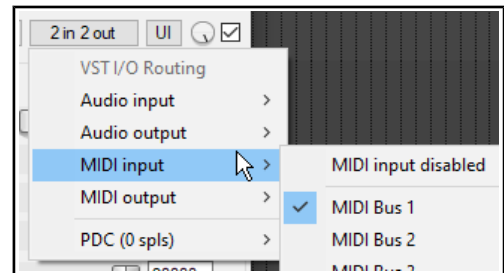 2 in 2 out UI
VST I/O Routing
Audio input >
Audio output >
MIDI input >
MIDI output >
PDC (0 spls) >
MIDI input disabled
MIDI Bus 1
MIDI Bus 2